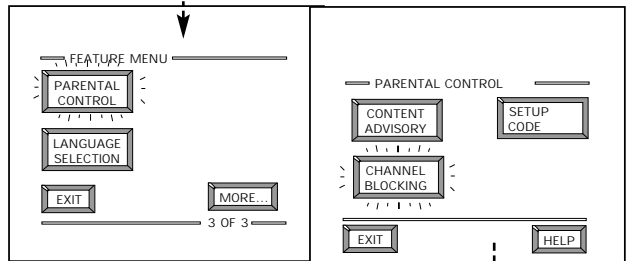 FEATURE MENU
PARENTAL
CONTROL
LANGUAGE
SELECTION
EXIT
MORE...
3 OF 3
PARENTAL CONTROL
CONTENT
ADVISORY
SETUP
CODE
CHANNEL
BLOCKING
EXIT
HELP